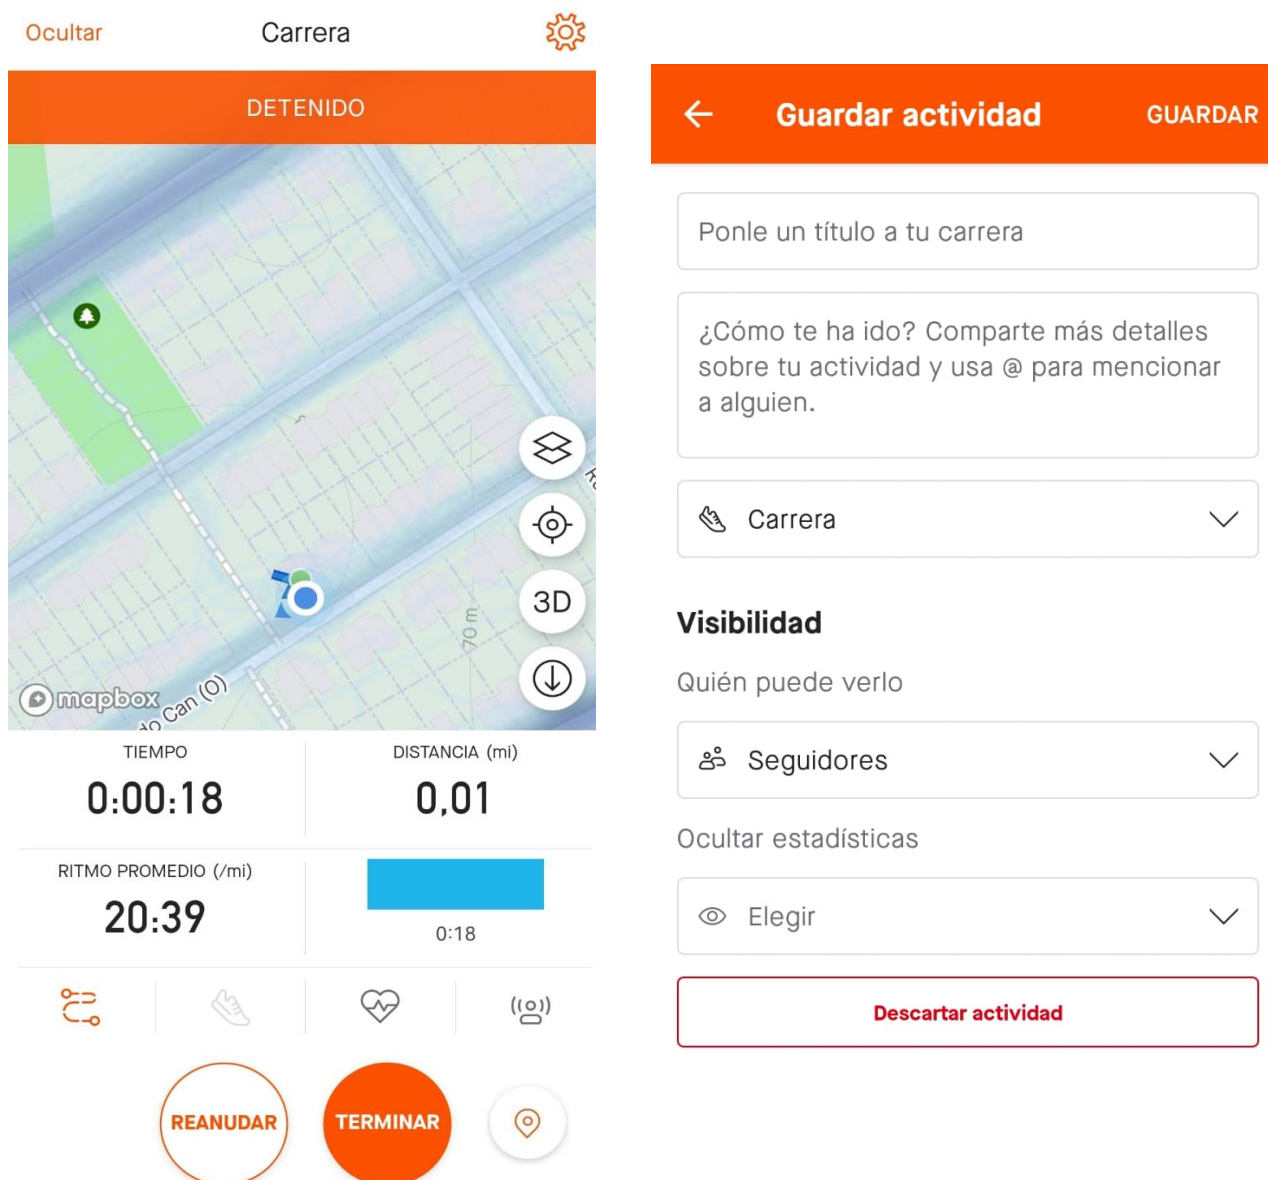 Ocultar
Carrera
DETENIDO
3D
70 m
mapbox
do Can (O)
TIEMPO
0:00:18
DISTANCIA (mi)
0,01
RITMO PROMEDIO (/mi)
20:39
0:18
REANUDAR
TERMINAR
Guardar actividad
GUARDAR
Ponle un título a tu carrera
¿Cómo te ha ido? Comparte más detalles
sobre tu actividad y usa @ para mencionar
a alguien.
Carrera
Visibilidad
Quién puede verlo
Seguidores
Ocultar estadísticas
Elegir
Descartar actividad